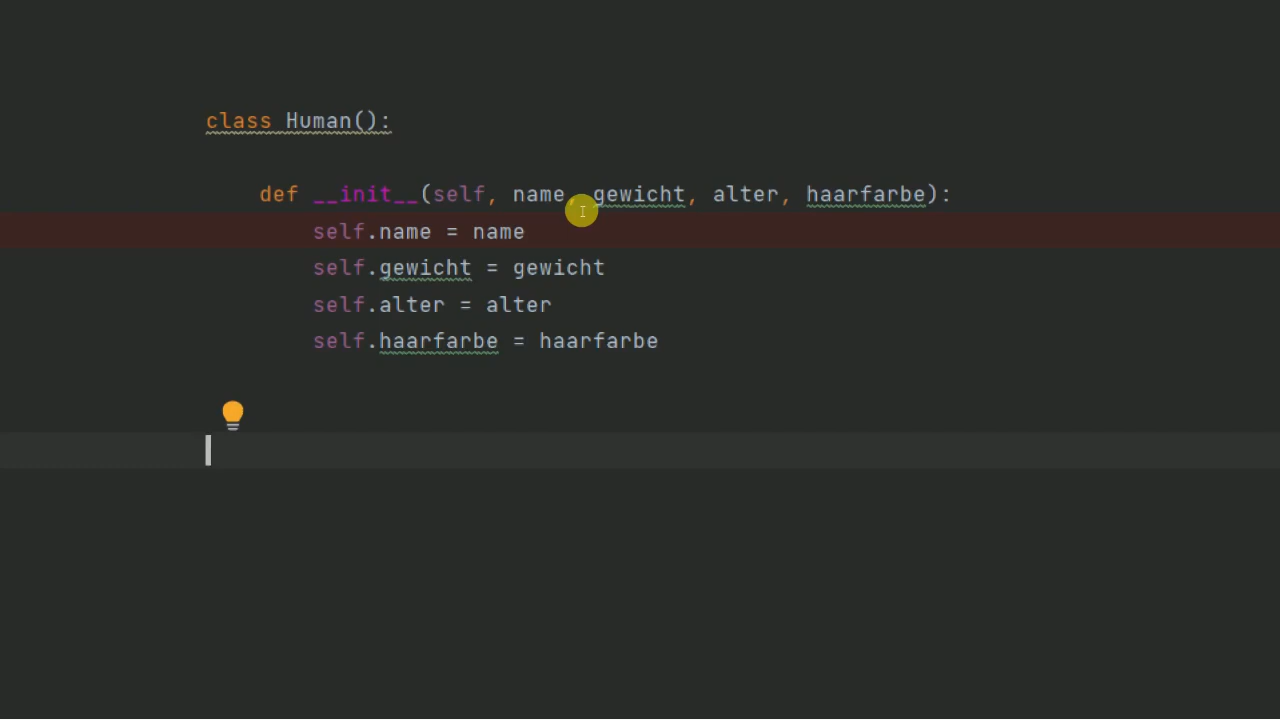 class Human():
def __init__(self, name, gewicht, alter, haarfarbe):
self.name = name
self.gewicht = gewicht
self.alter = alter
self.haarfarbe = haarfarbe